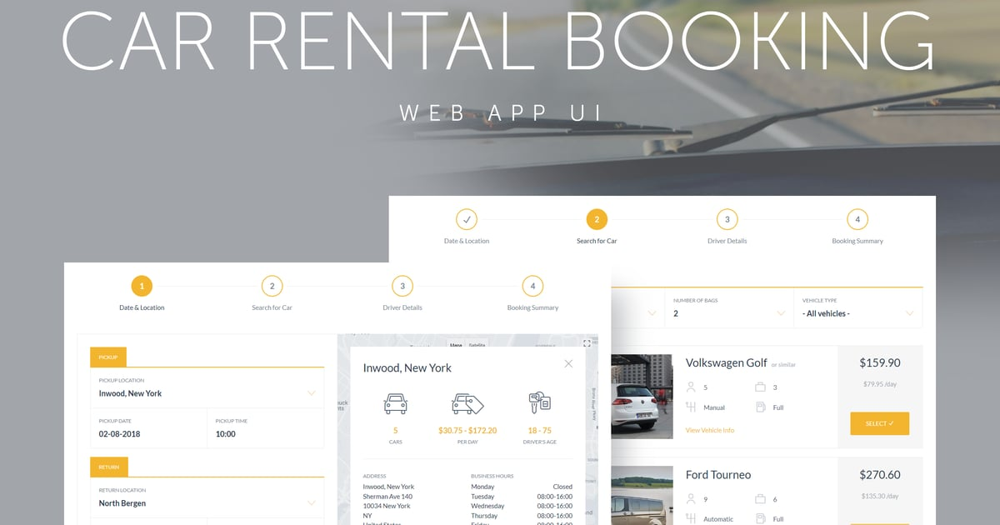 CAR RENTAL BOOKING
WEB APP UI
2
3
4
Date & Location
Search for Car
Driver Details
Booking Summary
NUMBER OF BAGS
2
VEHICLE TYPE
- All vehicles -
Volkswagen Golf or similar
5
3
Manual
Full
View Vehicle Info
$159.90
$79.95 /day
SELECT
Ford Tourneo
9
6
Automatic
Full
$270.60
$135.30 /day
1
2
3
4
Date & Location
Search for Car
Driver Details
Booking Summary
PICKUP
PICKUP LOCATION
Inwood, New York
PICKUP DATE
02-08-2018
PICKUP TIME
10:00
RETURN
RETURN LOCATION
North Bergen
Mapa
Satelita
Inwood, New York
5
CARS
$30.75 - $172.20
PER DAY
18 - 75
DRIVER'S AGE
ADDRESS
Inwood, New York
Sherman Ave 140
10034 New York
NY
United States
BUSINESS HOURS
Monday Closed
Tuesday 08:00-16:00
Wednesday 08:00-16:00
Thursday 08:00-16:00
Friday 08:00-16:00